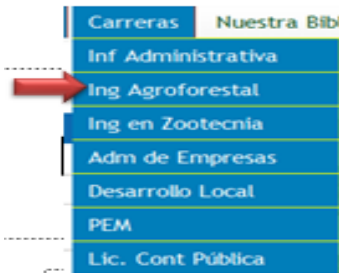 Carreras Nuestra Bibl
Inf Administrativa
Ing Agroforestal
Ing en Zootecnia
Adm de Empresas
Desarrollo Local
PEM
Lic. Cont Pública